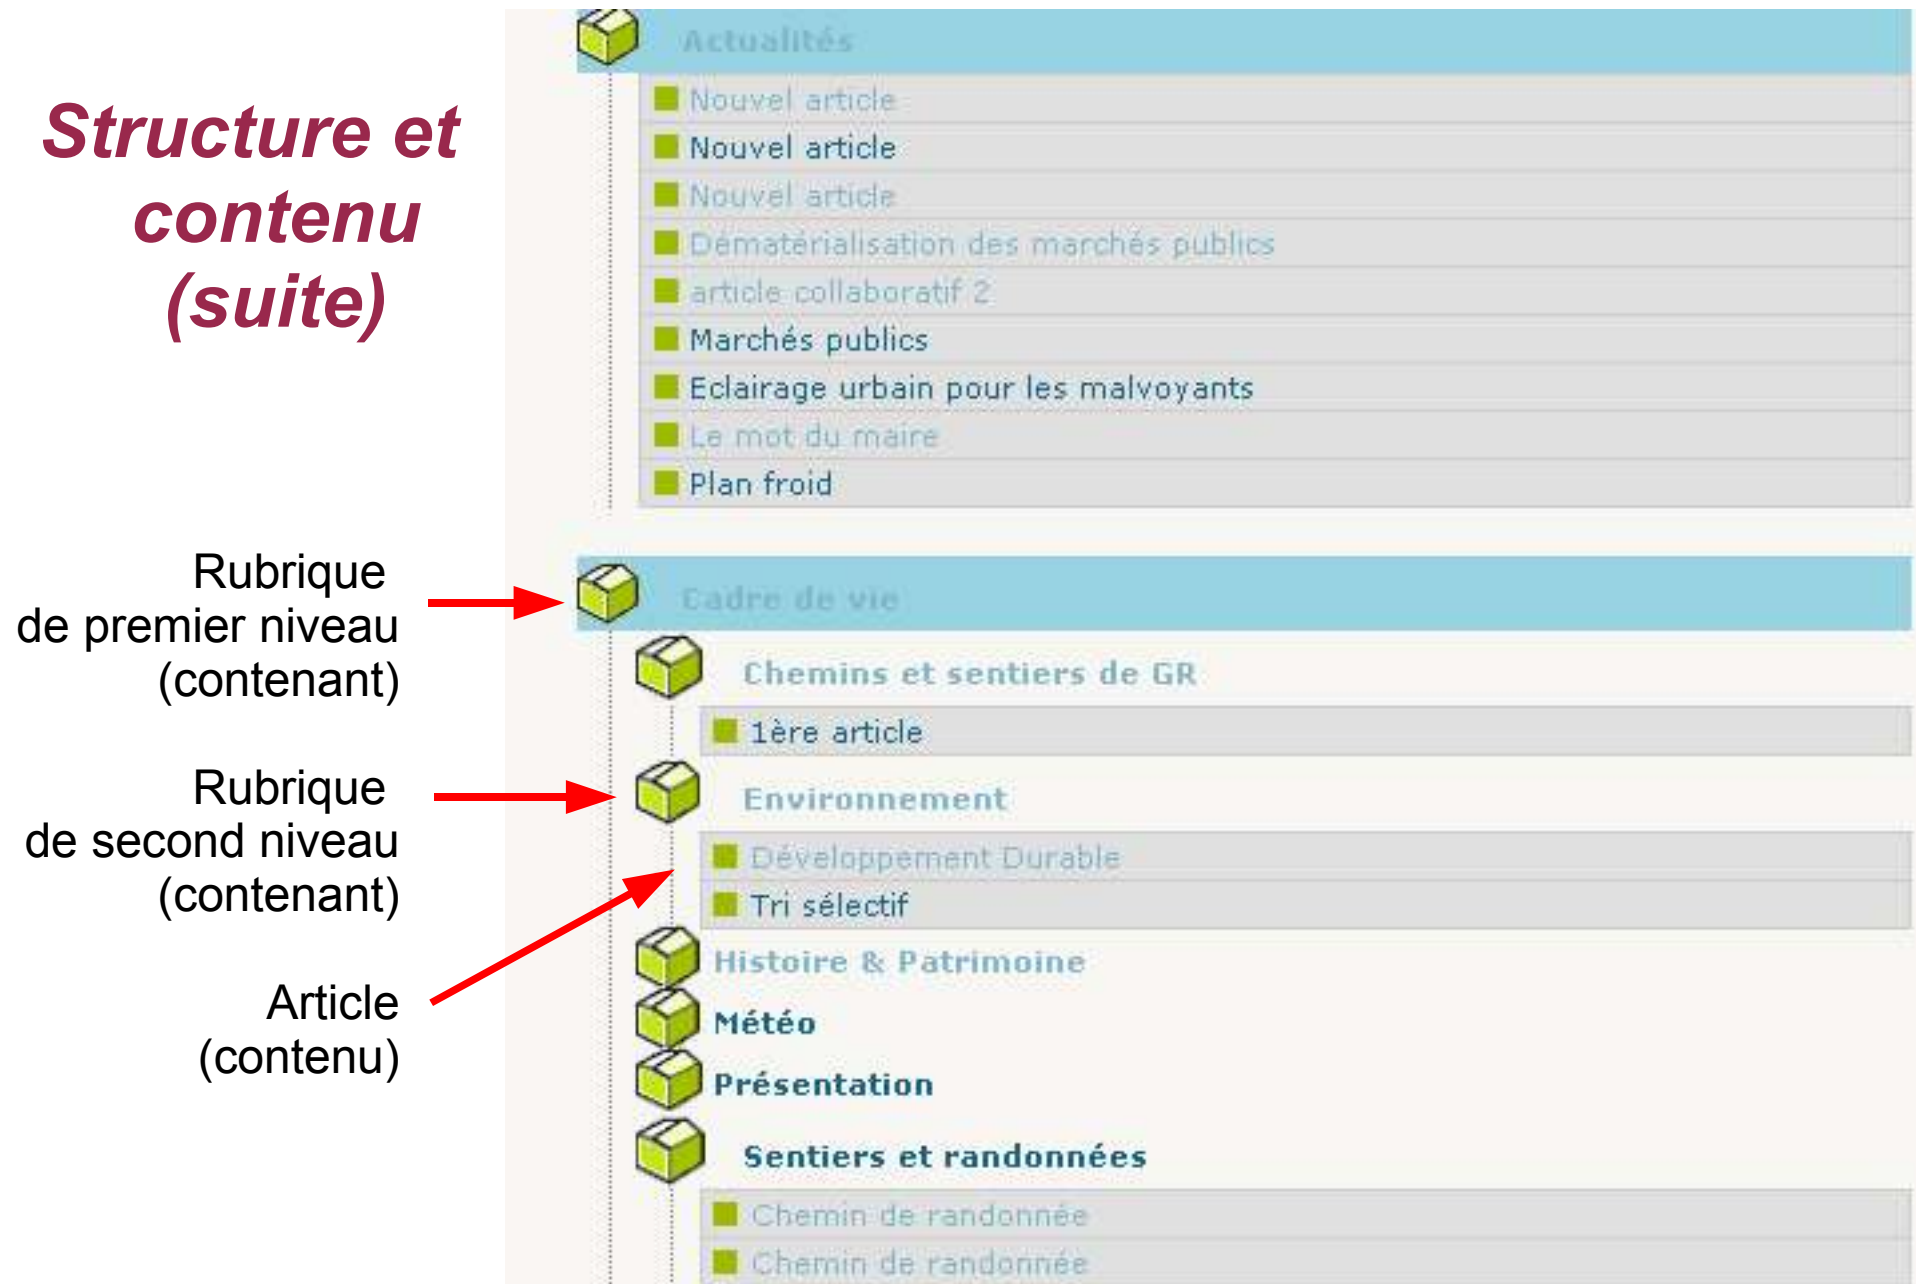 Structure et
contenu
(suite)
Actualités
Nouvel article
Nouvel article
Nouvel article
Dématérialisation des marchés publics
article collaboratif 2
Marchés publics
Eclairage urbain pour les malvoyants
Le mot du maire
Plan froid
Rubrique
de premier niveau
(contenant)
Cadre de vie
Chemins et sentiers de GR
1ère article
Rubrique
de second niveau
(contenant)
Environnement
Développement Durable
Tri sélectif
Article
(contenu)
Histoire & Patrimoine
Météo
Présentation
Sentiers et randonnées
Chemin de randonnée
Chemin de randonnée